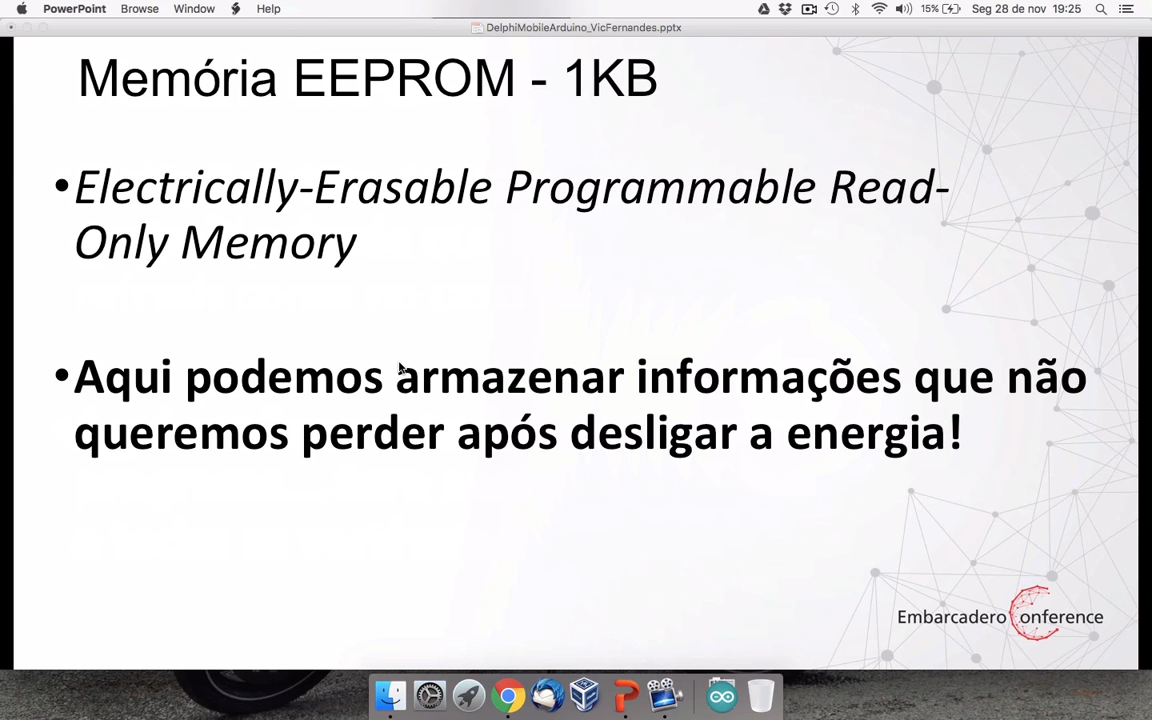 PowerPoint Browse Window Help 15% Seg 28 de nov 19:25
DelphiMobileArduino_VicFernandes.pptx
Memória EEPROM - 1KB
•Electrically-Erasable Programmable Read-
Only Memory
•Aqui podemos armazenar informações que não
queremos perder após desligar a energia!
Embarcadero Conference